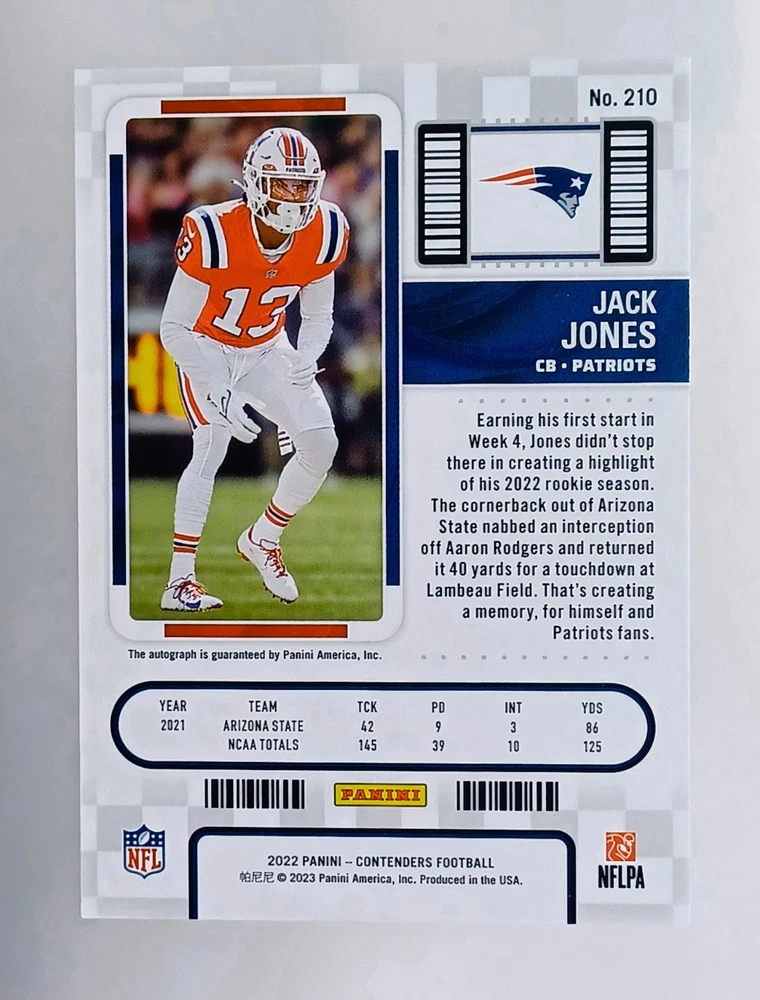 No. 210
PATRIOTS
13
13
JACK
JONES
CB • PATRIOTS
Earning his first start in
Week 4, Jones didn't stop
there in creating a highlight
of his 2022 rookie season.
The cornerback out of Arizona
State nabbed an interception
off Aaron Rodgers and returned
it 40 yards for a touchdown at
Lambeau Field. That's creating
a memory, for himself and
Patriots fans.
The autograph is guaranteed by Panini America, Inc.
YEAR TEAM TCK PD INT YDS
2021 ARIZONA STATE 42 9 3 86
NCAA TOTALS 145 39 10 125
PANINI
NFL
2022 PANINI – CONTENDERS FOOTBALL
帕尼尼 © 2023 Panini America, Inc. Produced in the USA.
NFLPA